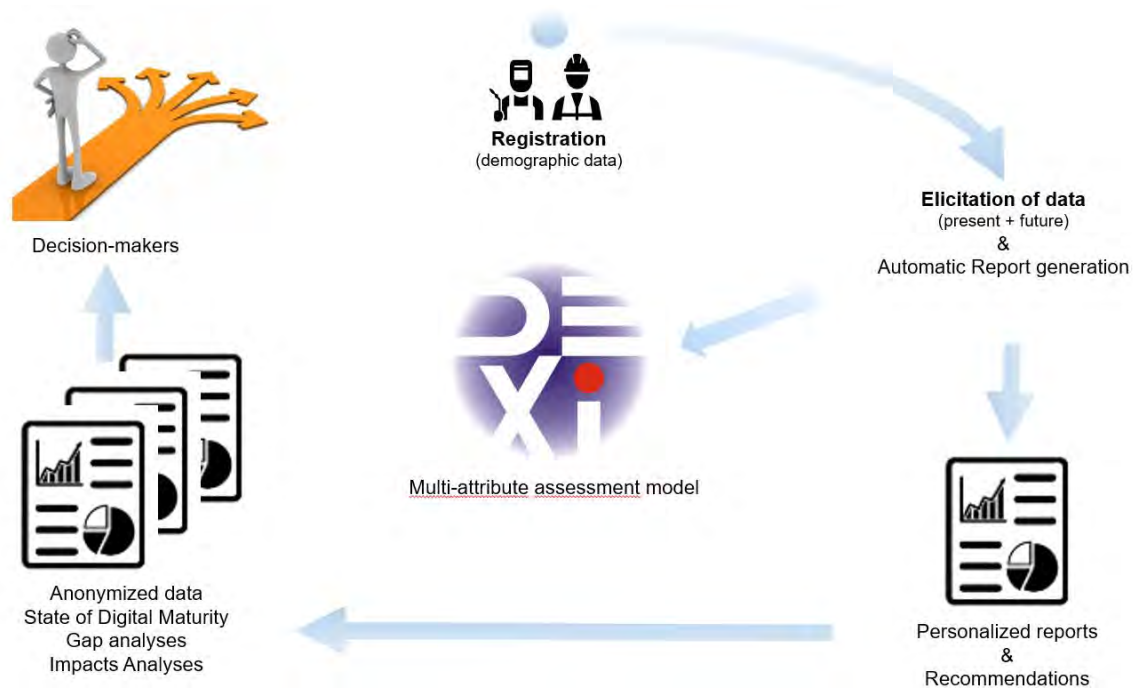 Registration
(demographic data)
Elicitation of data
(present + future)
&
Automatic Report generation
Decision-makers
DEXi
Multi-attribute assessment model
Anonymized data
State of Digital Maturity
Gap analyses
Impacts Analyses
Personalized reports
&
Recommendations